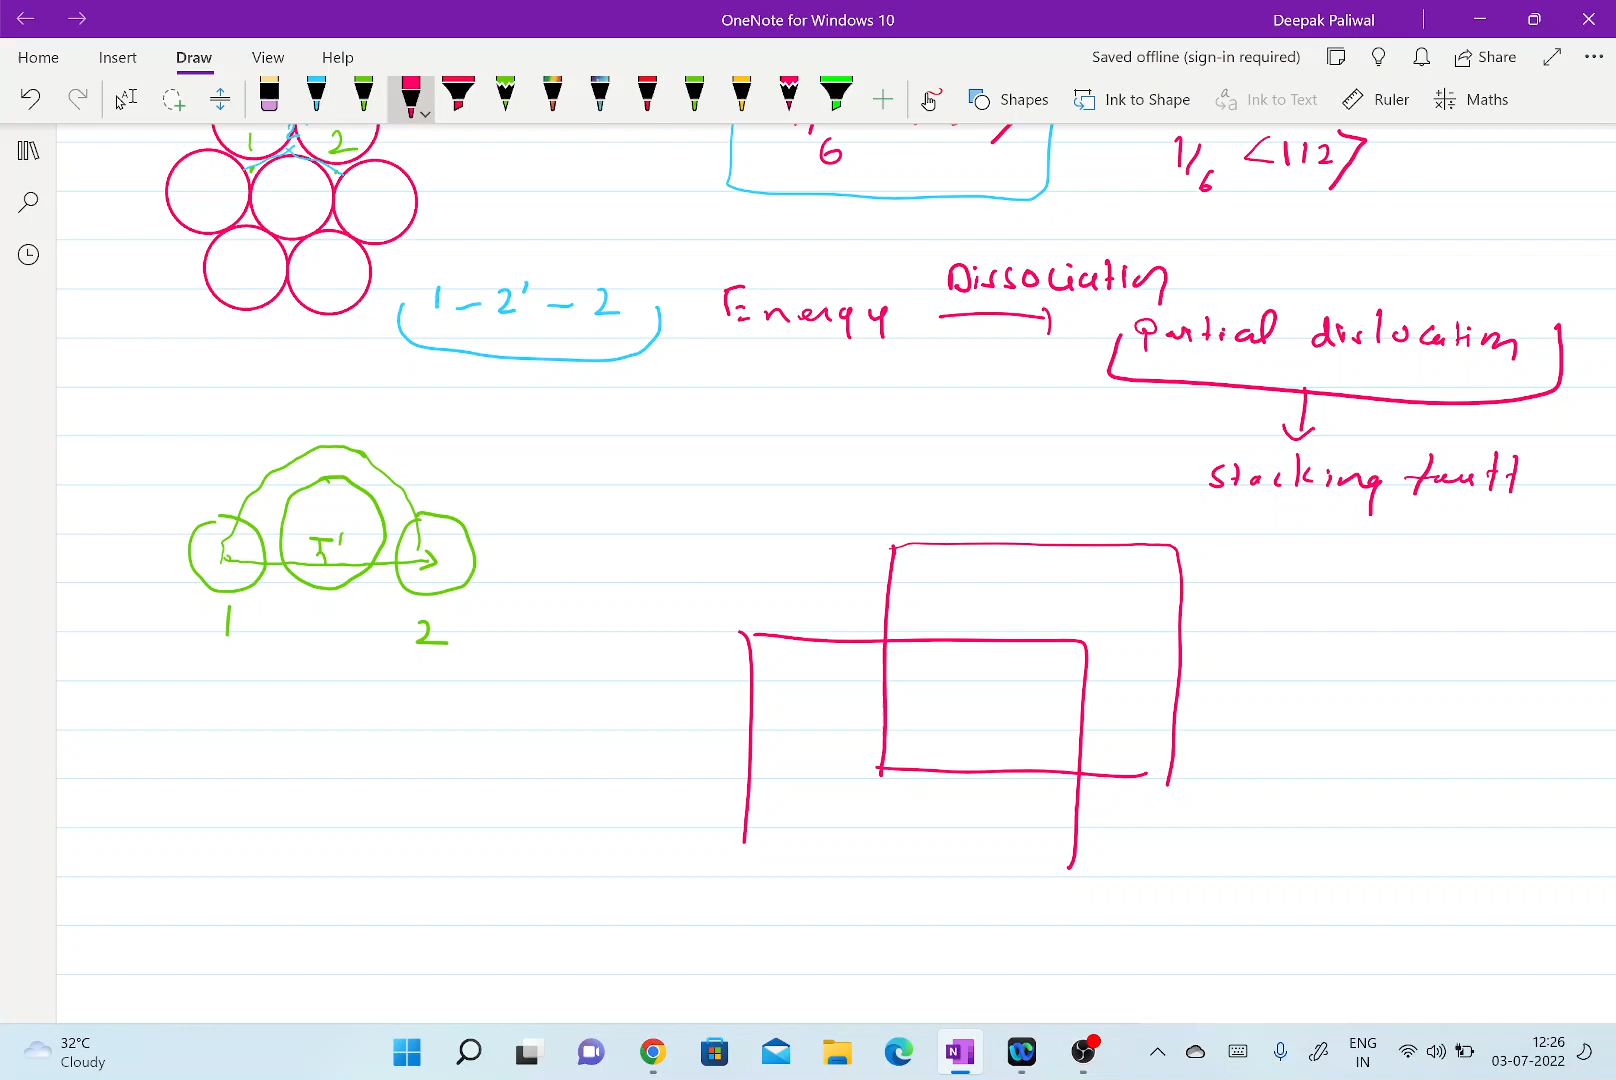 OneNote for Windows 10
Deepak Paliwal
Home Insert Draw View Help
Saved offline (sign-in required)
Share
Shapes
Ink to Shape
Ink to Text
Ruler
Maths
1 2
6
1/6 <112>
1 - 2' - 2
Energy
Dissociation
Partial dislocation
Stacking fault
1'
1
2
32°C
Cloudy
ENG
IN
12:26
03-07-2022